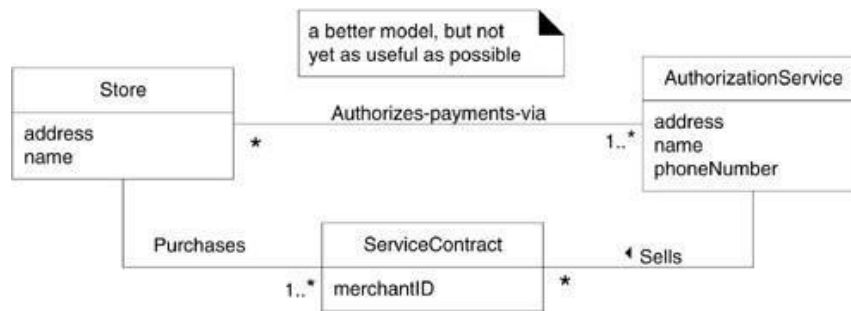 a better model, but not
yet as useful as possible
Store
address
name
Authorizes-payments-via
*
1..*
AuthorizationService
address
name
phoneNumber
Purchases
1..*
ServiceContract
merchantID
*
Sells